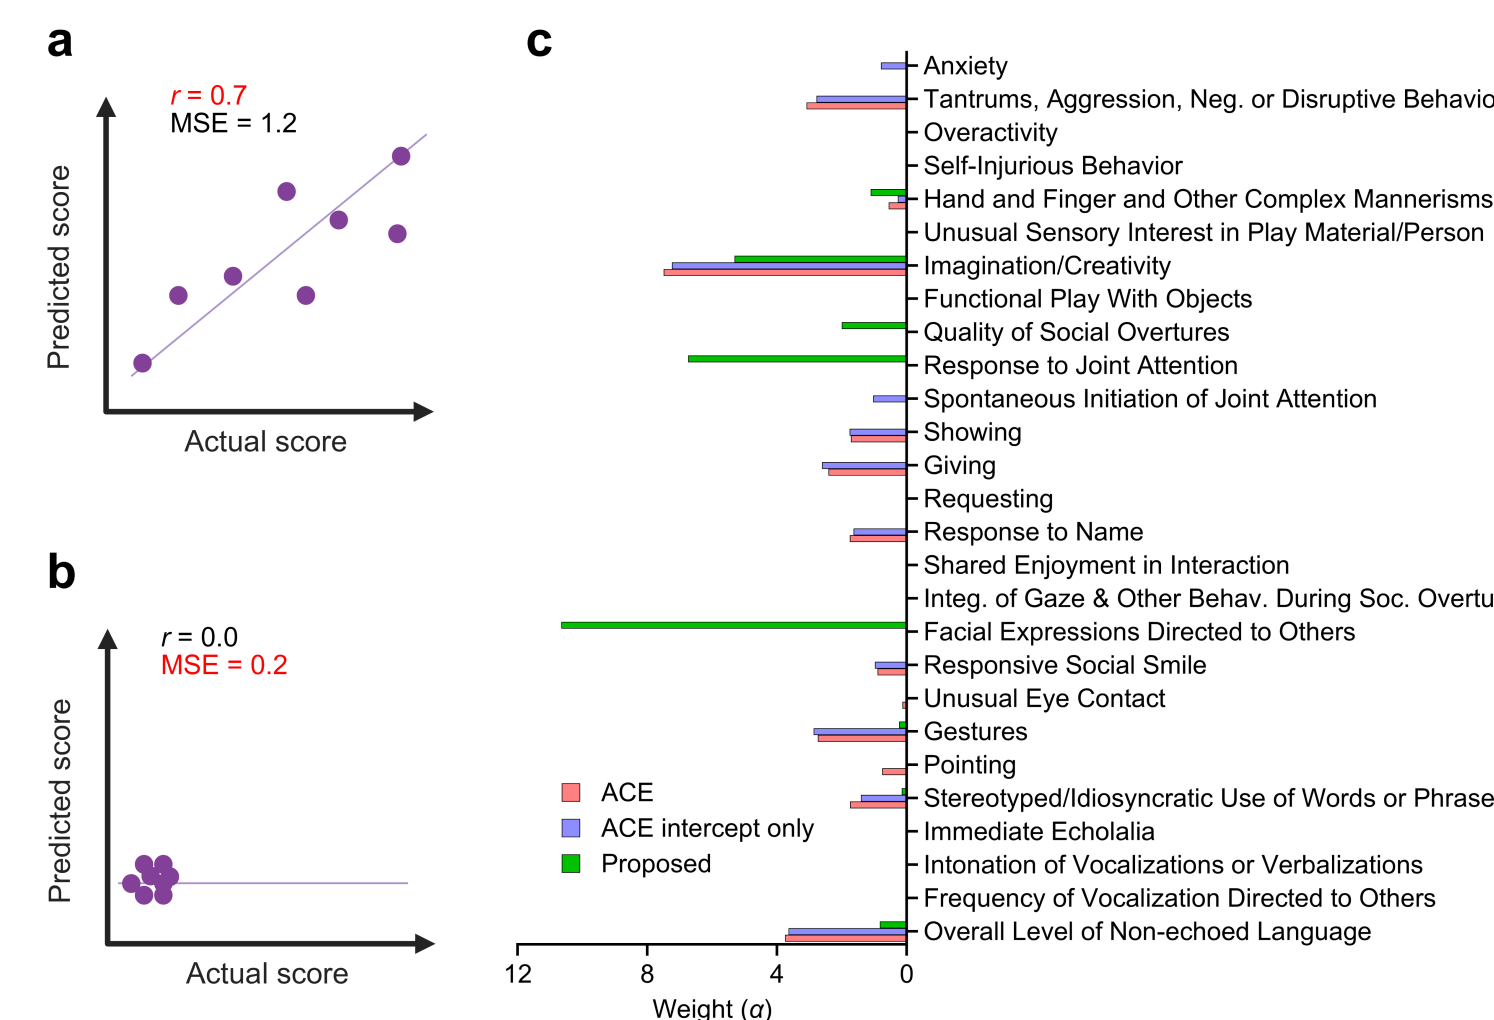 a
r = 0.7
MSE = 1.2
Predicted score
Actual score
b
r = 0.0
MSE = 0.2
Predicted score
Actual score
c
Anxiety
Tantrums, Aggression, Neg. or Disruptive Behavio
Overactivity
Self-Injurious Behavior
Hand and Finger and Other Complex Mannerisms
Unusual Sensory Interest in Play Material/Person
Imagination/Creativity
Functional Play With Objects
Quality of Social Overtures
Response to Joint Attention
Spontaneous Initiation of Joint Attention
Showing
Giving
Requesting
Response to Name
Shared Enjoyment in Interaction
Integ. of Gaze & Other Behav. During Soc. Overtu
Facial Expressions Directed to Others
Responsive Social Smile
Unusual Eye Contact
Gestures
Pointing
Stereotyped/Idiosyncratic Use of Words or Phrase
Immediate Echolalia
Intonation of Vocalizations or Verbalizations
Frequency of Vocalization Directed to Others
Overall Level of Non-echoed Language
ACE
ACE intercept only
Proposed
12 8 4 0
Weight (α)